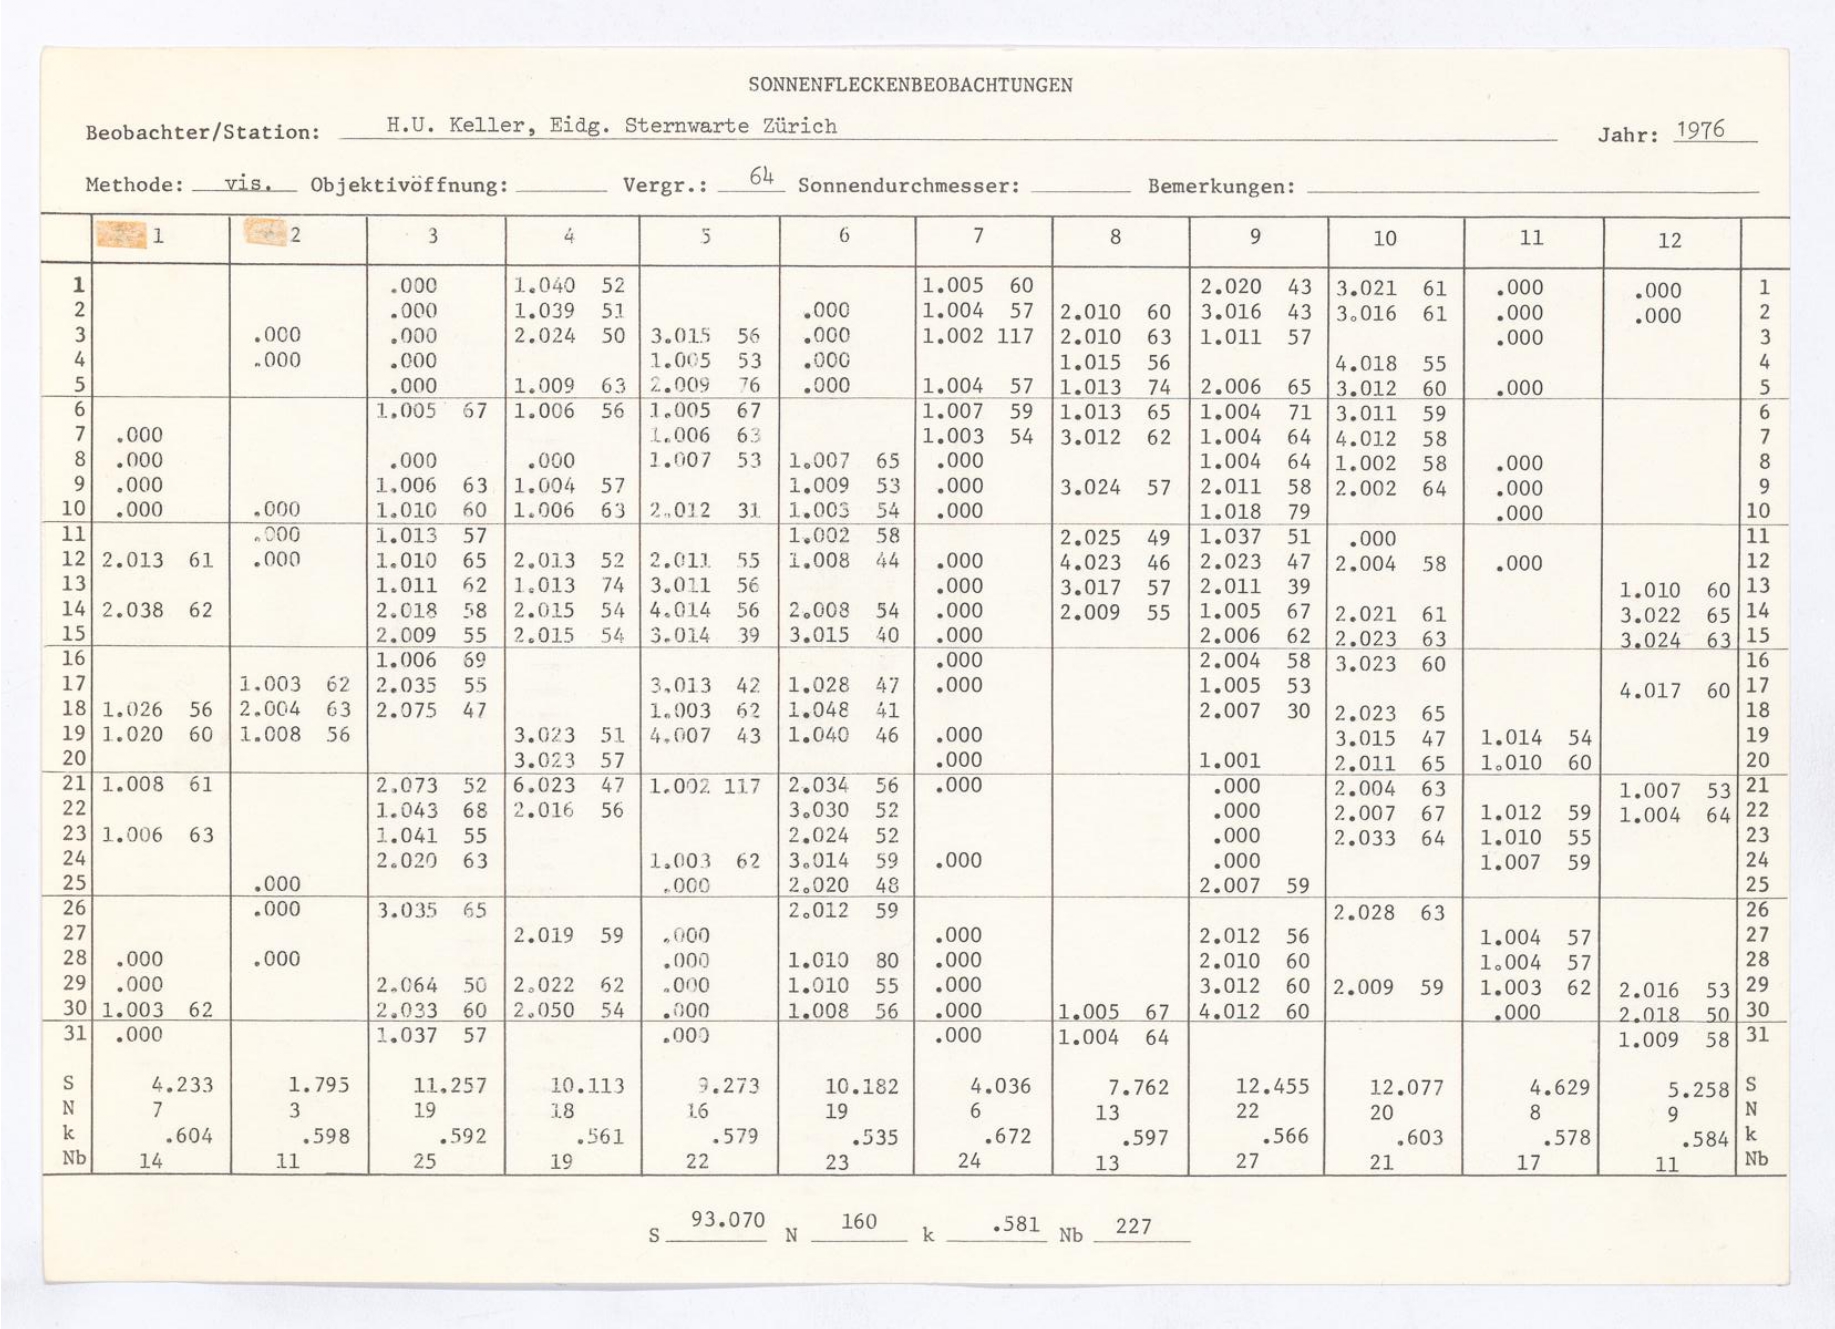 SONNENFLECKENBEOBACHTUNGEN
Beobachter/Station: H.U. Keller, Eidg. Sternwarte Zürich Jahr: 1976
Methode: vis. Objektivöffnung: Vergr.: 64 Sonnendurchmesser: Bemerkungen:
1 2 3 4 5 6 7 8 9 10 11 12
1 .000 1.040 52 1.005 60 2.020 43 3.021 61 .000 .000 1
2 .000 1.039 51 .000 1.004 57 2.010 60 3.016 43 3.016 61 .000 .000 2
3 .000 .000 2.024 50 3.015 56 .000 1.002 117 2.010 63 1.011 57 .000 3
4 .000 .000 1.005 53 .000 1.015 56 4.018 55 4
5 .000 1.009 63 2.009 76 .000 1.004 57 1.013 74 2.006 65 3.012 60 .000 5
6 1.005 67 1.006 56 1.005 67 1.007 59 1.013 65 1.004 71 3.011 59 6
7 .000 1.006 63 1.003 54 3.012 62 1.004 64 4.012 58 7
8 .000 .000 .000 1.007 53 1.007 65 .000 1.004 64 1.002 58 .000 8
9 .000 1.006 63 1.004 57 1.009 53 .000 3.024 57 2.011 58 2.002 64 .000 9
10 .000 .000 1.010 60 1.006 63 2.012 31 1.003 54 .000 1.018 79 .000 10
11 .000 1.013 57 1.002 58 2.025 49 1.037 51 .000 11
12 2.013 61 .000 1.010 65 2.013 52 2.011 55 1.008 44 .000 4.023 46 2.023 47 2.004 58 .000 12
13 1.011 62 1.013 74 3.011 56 .000 3.017 57 2.011 39 1.010 60 13
14 2.038 62 2.018 58 2.015 54 4.014 56 2.008 54 .000 2.009 55 1.005 67 2.021 61 3.022 65 14
15 2.009 55 2.015 54 3.014 39 3.015 40 .000 2.006 62 2.023 63 3.024 63 15
16 1.006 69 .000 2.004 58 3.023 60 16
17 1.003 62 2.035 55 3.013 42 1.028 47 .000 1.005 53 4.017 60 17
18 1.026 56 2.004 63 2.075 47 1.003 62 1.048 41 2.007 30 2.023 65 18
19 1.020 60 1.008 56 3.023 51 4.007 43 1.040 46 .000 3.015 47 1.014 54 19
20 3.023 57 .000 1.001 2.011 65 1.010 60 20
21 1.008 61 2.073 52 6.023 47 1.002 117 2.034 56 .000 .000 2.004 63 1.007 53 21
22 1.043 68 2.016 56 3.030 52 .000 2.007 67 1.012 59 1.004 64 22
23 1.006 63 1.041 55 2.024 52 .000 2.033 64 1.010 55 23
24 2.020 63 1.003 62 3.014 59 .000 .000 1.007 59 24
25 .000 .000 2.020 48 2.007 59 25
26 .000 3.035 65 2.012 59 2.028 63 26
27 2.019 59 .000 .000 2.012 56 1.004 57 27
28 .000 .000 .000 1.010 80 .000 2.010 60 1.004 57 28
29 .000 2.064 50 2.022 62 .000 1.010 55 .000 3.012 60 2.009 59 1.003 62 2.016 53 29
30 1.003 62 2.033 60 2.050 54 .000 1.008 56 .000 1.005 67 4.012 60 .000 2.018 50 30
31 .000 1.037 57 .000 .000 1.004 64 1.009 58 31
S 4.233 1.795 11.257 10.113 9.273 10.182 4.036 7.762 12.455 12.077 4.629 5.258 S
N 7 3 19 18 16 19 6 13 22 20 8 9 N
k .604 .598 .592 .561 .579 .535 .672 .597 .566 .603 .578 .584 k
Nb 14 11 25 19 22 23 24 13 27 21 17 11 Nb
S 93.070 N 160 k .581 Nb 227